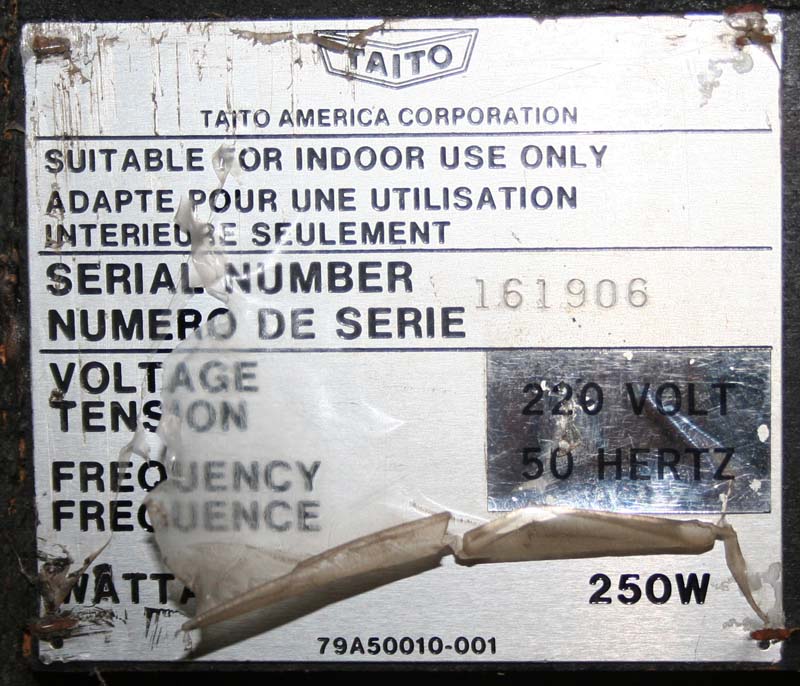 TAITO
TAITO AMERICA CORPORATION
SUITABLE FOR INDOOR USE ONLY
ADAPTE POUR UNE UTILISATION
INTERIEURE SEULEMENT
SERIAL NUMBER 161906
NUMERO DE SERIE
VOLTAGE 220 VOLT
TENSION
FREQUENCY 50 HERTZ
FREQUENCE
250W
79A50010-001